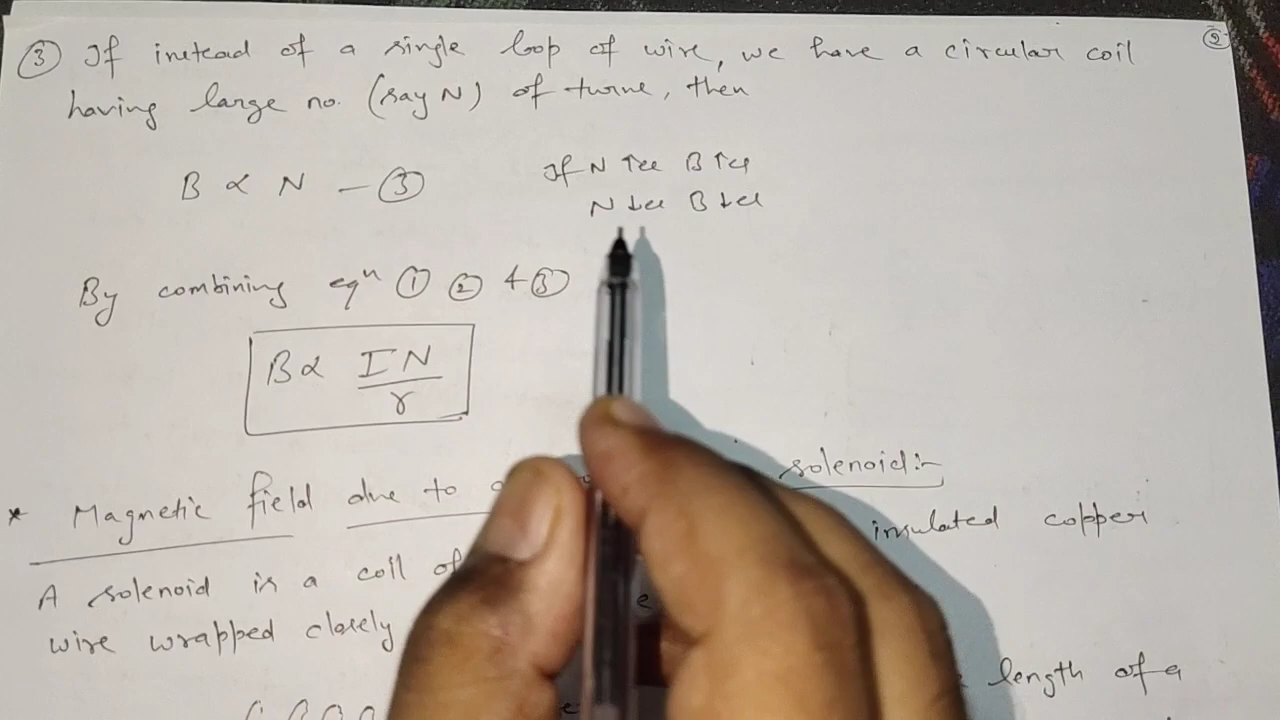 ②
③ If instead of a single loop of wire, we have a circular coil
having large no. (say N) of turns, then
B ∝ N — ③
If N ↑es B ↑es
N ↓es B ↓es
By combining eqⁿ ① ② & ③
B ∝ IN/r
* Magnetic field due to a solenoid:-
A solenoid is a coil of insulated copper
wire wrapped closely
length of a